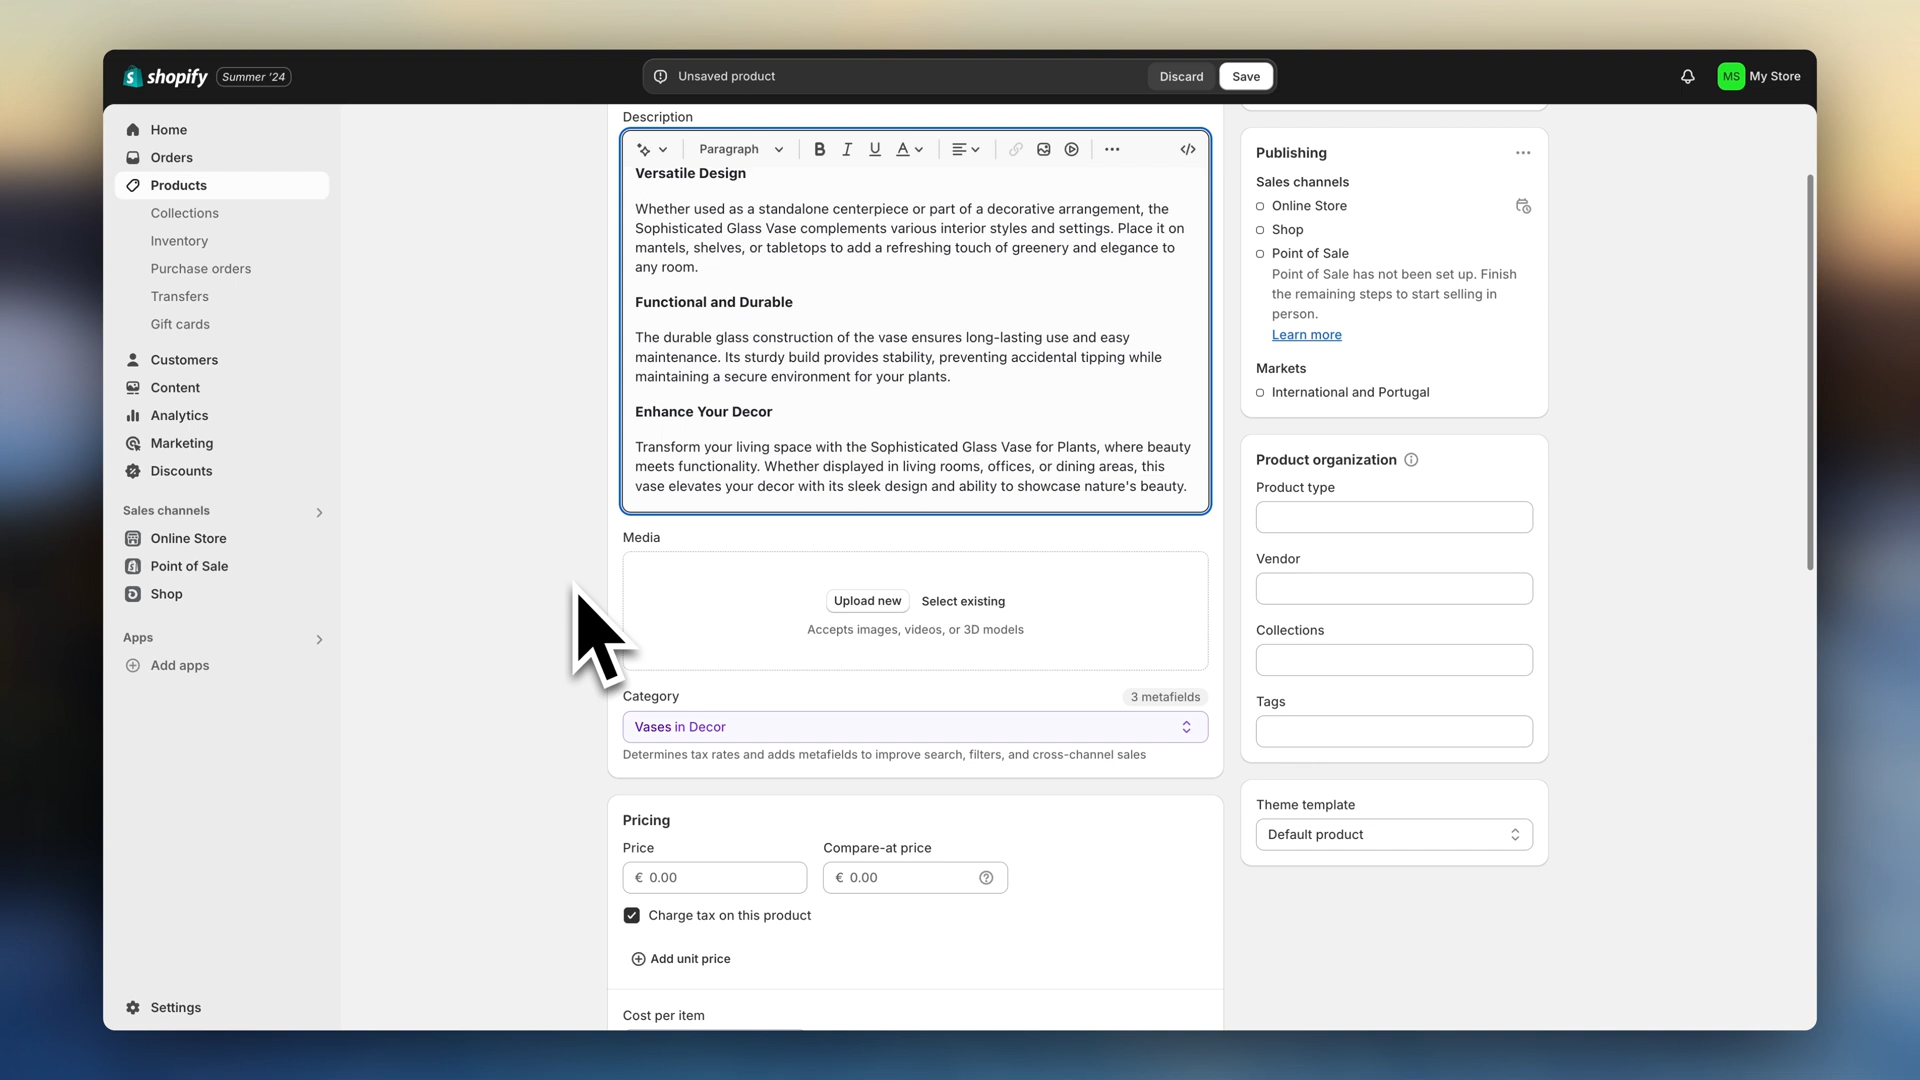 shopify
Summer '24
Unsaved product
Discard
Save
MS
My Store
Home
Orders
Products
Collections
Inventory
Purchase orders
Transfers
Gift cards
Customers
Content
Analytics
Marketing
Discounts
Sales channels
Online Store
Point of Sale
Shop
Apps
Add apps
Settings
Description
Paragraph
B I U A
Versatile Design
Whether used as a standalone centerpiece or part of a decorative arrangement, the
Sophisticated Glass Vase complements various interior styles and settings. Place it on
mantels, shelves, or tabletops to add a refreshing touch of greenery and elegance to
any room.
Functional and Durable
The durable glass construction of the vase ensures long-lasting use and easy
maintenance. Its sturdy build provides stability, preventing accidental tipping while
maintaining a secure environment for your plants.
Enhance Your Decor
Transform your living space with the Sophisticated Glass Vase for Plants, where beauty
meets functionality. Whether displayed in living rooms, offices, or dining areas, this
vase elevates your decor with its sleek design and ability to showcase nature's beauty.
Media
Upload new
Select existing
Accepts images, videos, or 3D models
Category
3 metafields
Vases in Decor
Determines tax rates and adds metafields to improve search, filters, and cross-channel sales
Pricing
Price
Compare-at price
€ 0.00
€ 0.00
Charge tax on this product
Add unit price
Cost per item
Publishing
Sales channels
Online Store
Shop
Point of Sale
Point of Sale has not been set up. Finish
the remaining steps to start selling in
person.
Learn more
Markets
International and Portugal
Product organization
Product type
Vendor
Collections
Tags
Theme template
Default product